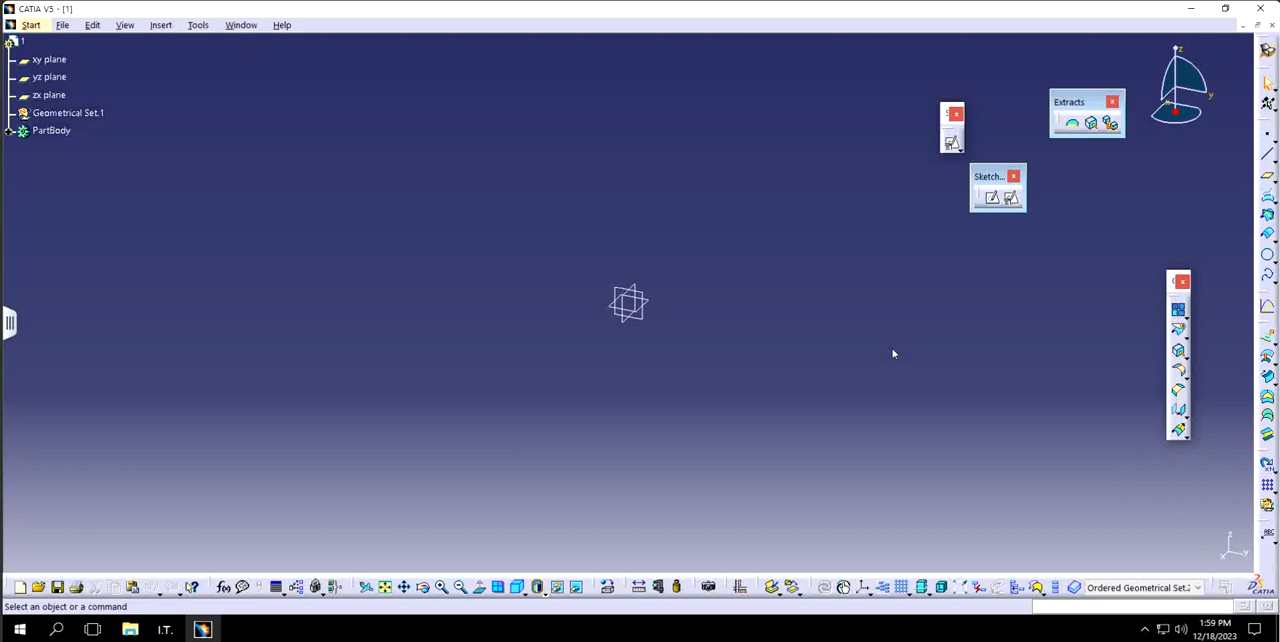 CATIA V5 - [1]
Start File Edit View Insert Tools Window Help
1
xy plane
yz plane
zx plane
Geometrical Set.1
PartBody
z
y
x
Extracts
Sketch...
z
x y
f(x)
Ordered Geometrical Set.2
CATIA
Select an object or a command
I.T.
1:59 PM
12/18/2023